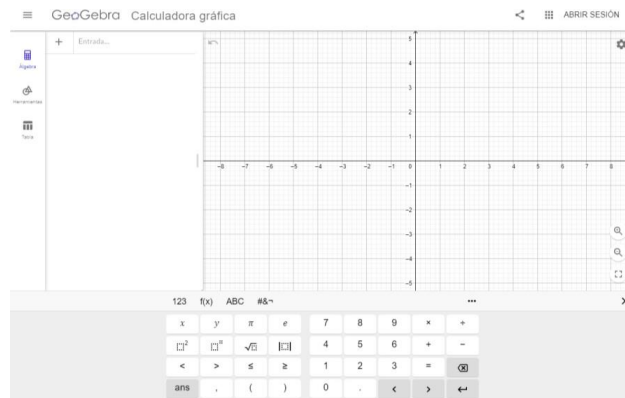 GeoGebra Calculadora gráfica
ABRIR SESIÓN
Entrada...
Álgebra
Herramientas
Tabla
5
4
3
2
1
-8 -7 -6 -5 -4 -3 -2 -1 0 1 2 3 4 5 6 7 8
-1
-2
-3
-4
-5
123 f(x) ABC #&¬
x y π e 7 8 9 × ÷
² ⁿ √ | | 4 5 6 + −
< > ≤ ≥ 1 2 3 =
ans , ( ) 0 . < >